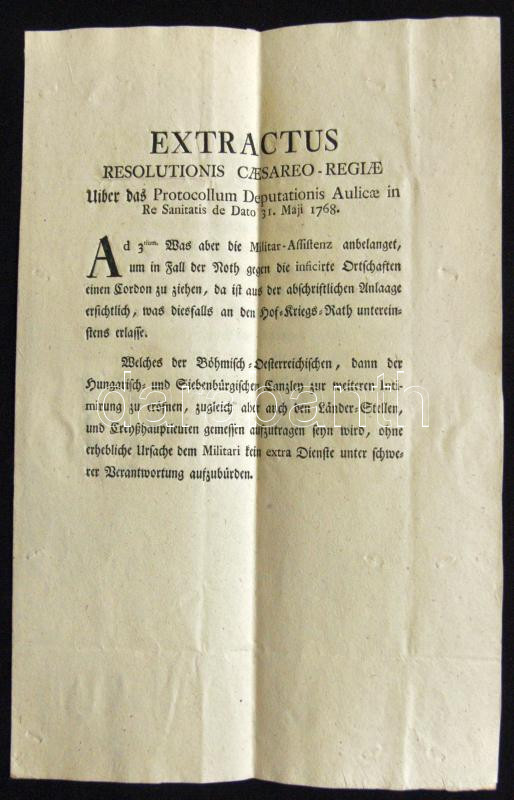 EXTRACTUS
RESOLUTIONIS CÆSAREO-REGIÆ
Uiber das Protocollum Deputationis Aulicæ in
Re Sanitatis de Dato 31. Maji 1768.
Ad 3tium. Was aber die Militar-Assistenz anbelanget,
um in Fall der Noth gegen die inficirte Ortschaften
einen Cordon zu ziehen, da ist aus der abschriftlichen Anlaage
ersichtlich, was diesfalls an den Hof-Kriegs-Rath unterein-
stens erlasse.
Welches der Böhmisch-Oesterreichischen, dann der
Hungarisch- und Siebenbürgischen Canzley zur weiteren Inti-
mirung zu eröfnen, zugleich aber auch den Länder-Stellen,
und Creyßhauptleuten gemessen aufzutragen seyn wird, ohne
erhebliche Ursache dem Militari kein extra Dienste unter schwe-
rer Verantwortung aufzubürden.
darabanth